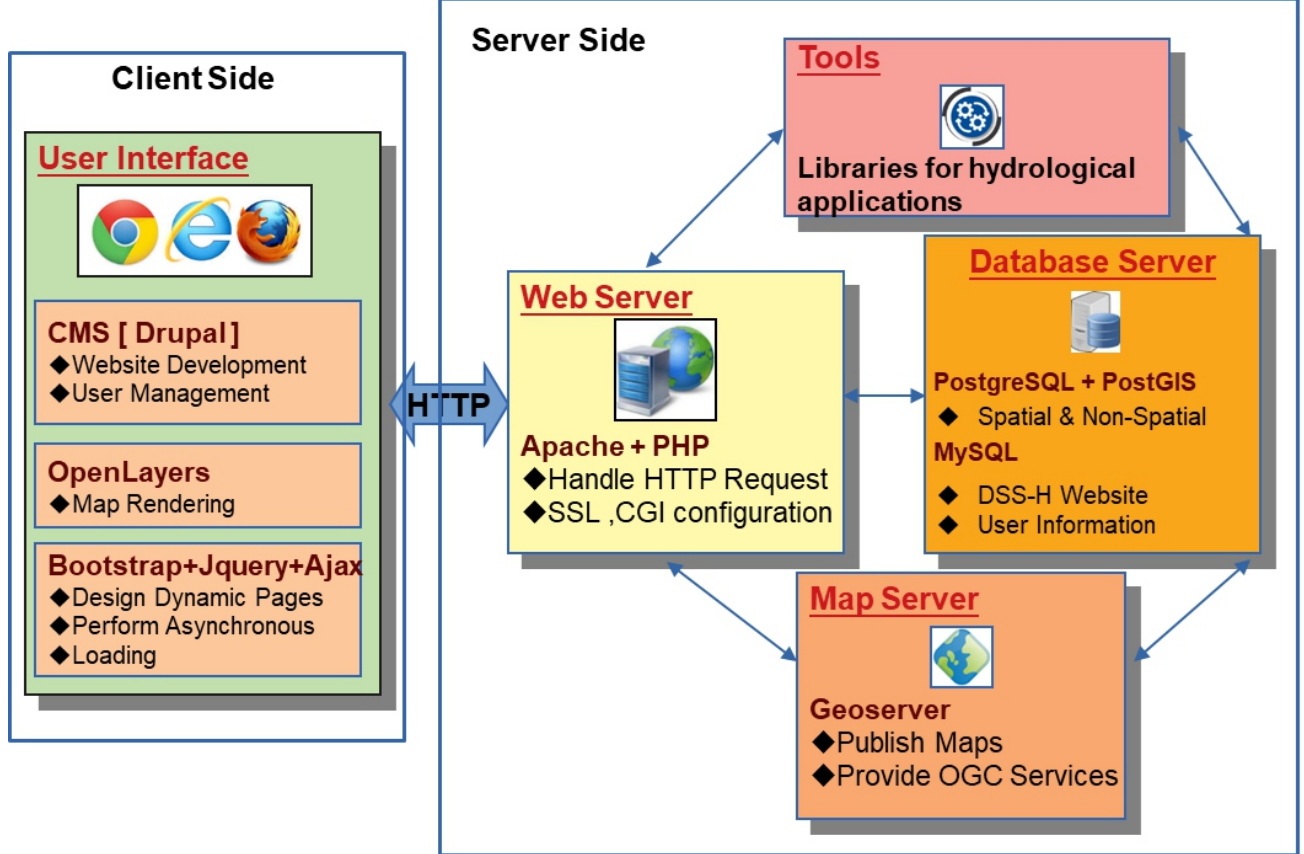 Client Side
User Interface
CMS [ Drupal ]
◆Website Development
◆User Management
OpenLayers
◆Map Rendering
Bootstrap+Jquery+Ajax
◆Design Dynamic Pages
◆Perform Asynchronous
◆Loading
HTTP
Server Side
Tools
Libraries for hydrological
applications
Web Server
Apache + PHP
◆Handle HTTP Request
◆SSL ,CGI configuration
Database Server
PostgreSQL + PostGIS
◆ Spatial & Non-Spatial
MySQL
◆ DSS-H Website
◆ User Information
Map Server
Geoserver
◆Publish Maps
◆Provide OGC Services